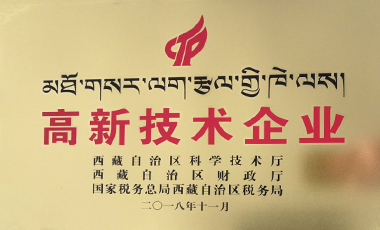 མཐོ་གསར་ལག་རྩལ་གྱི་ཁེ་ལས།
高新技术企业
西藏自治区科学技术厅
西藏自治区财政厅
国家税务总局西藏自治区税务局
二〇一八年十一月